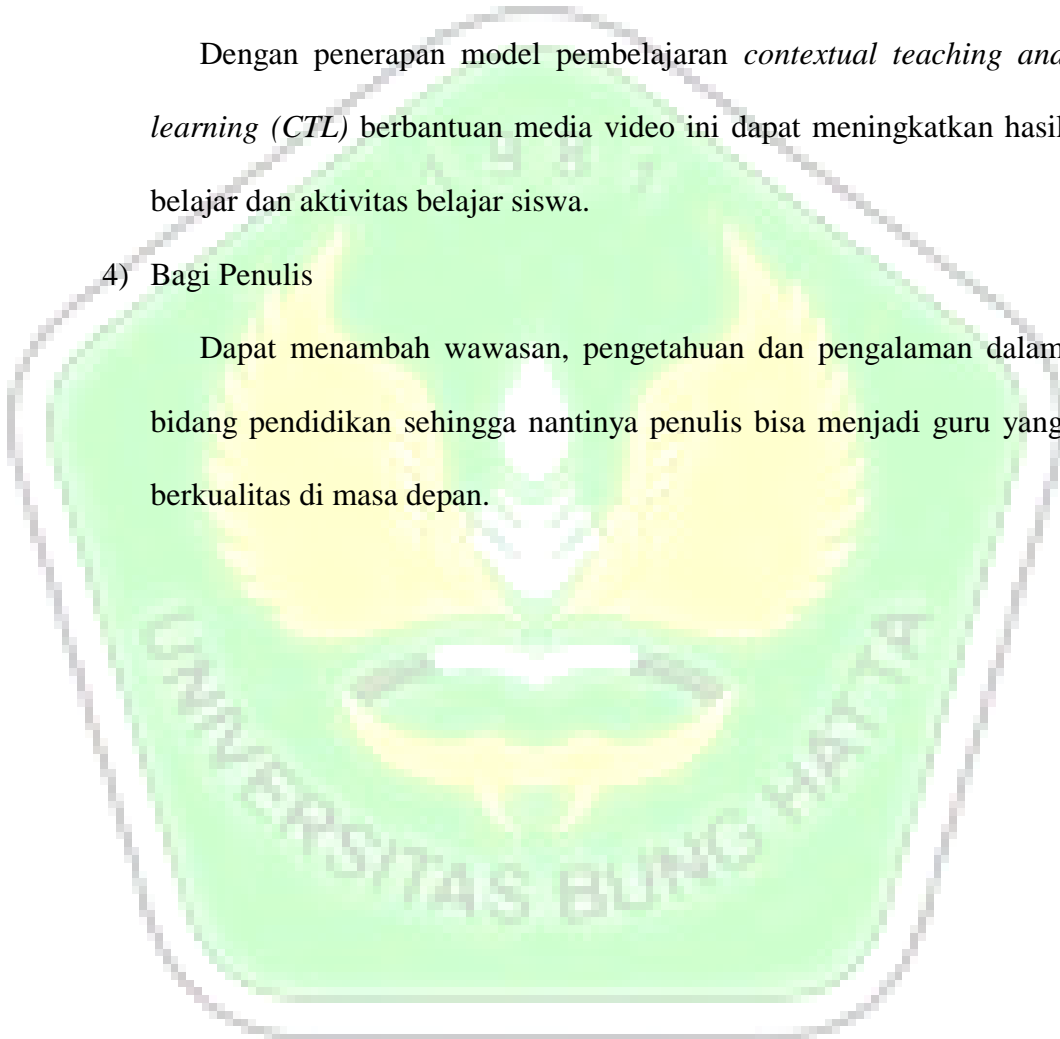 Dengan penerapan model pembelajaran contextual teaching and
learning (CTL) berbantuan media video ini dapat meningkatkan hasil
belajar dan aktivitas belajar siswa.
4) Bagi Penulis
Dapat menambah wawasan, pengetahuan dan pengalaman dalam
bidang pendidikan sehingga nantinya penulis bisa menjadi guru yang
berkualitas di masa depan.
1981
UNIVERSITAS BUNG HATTA